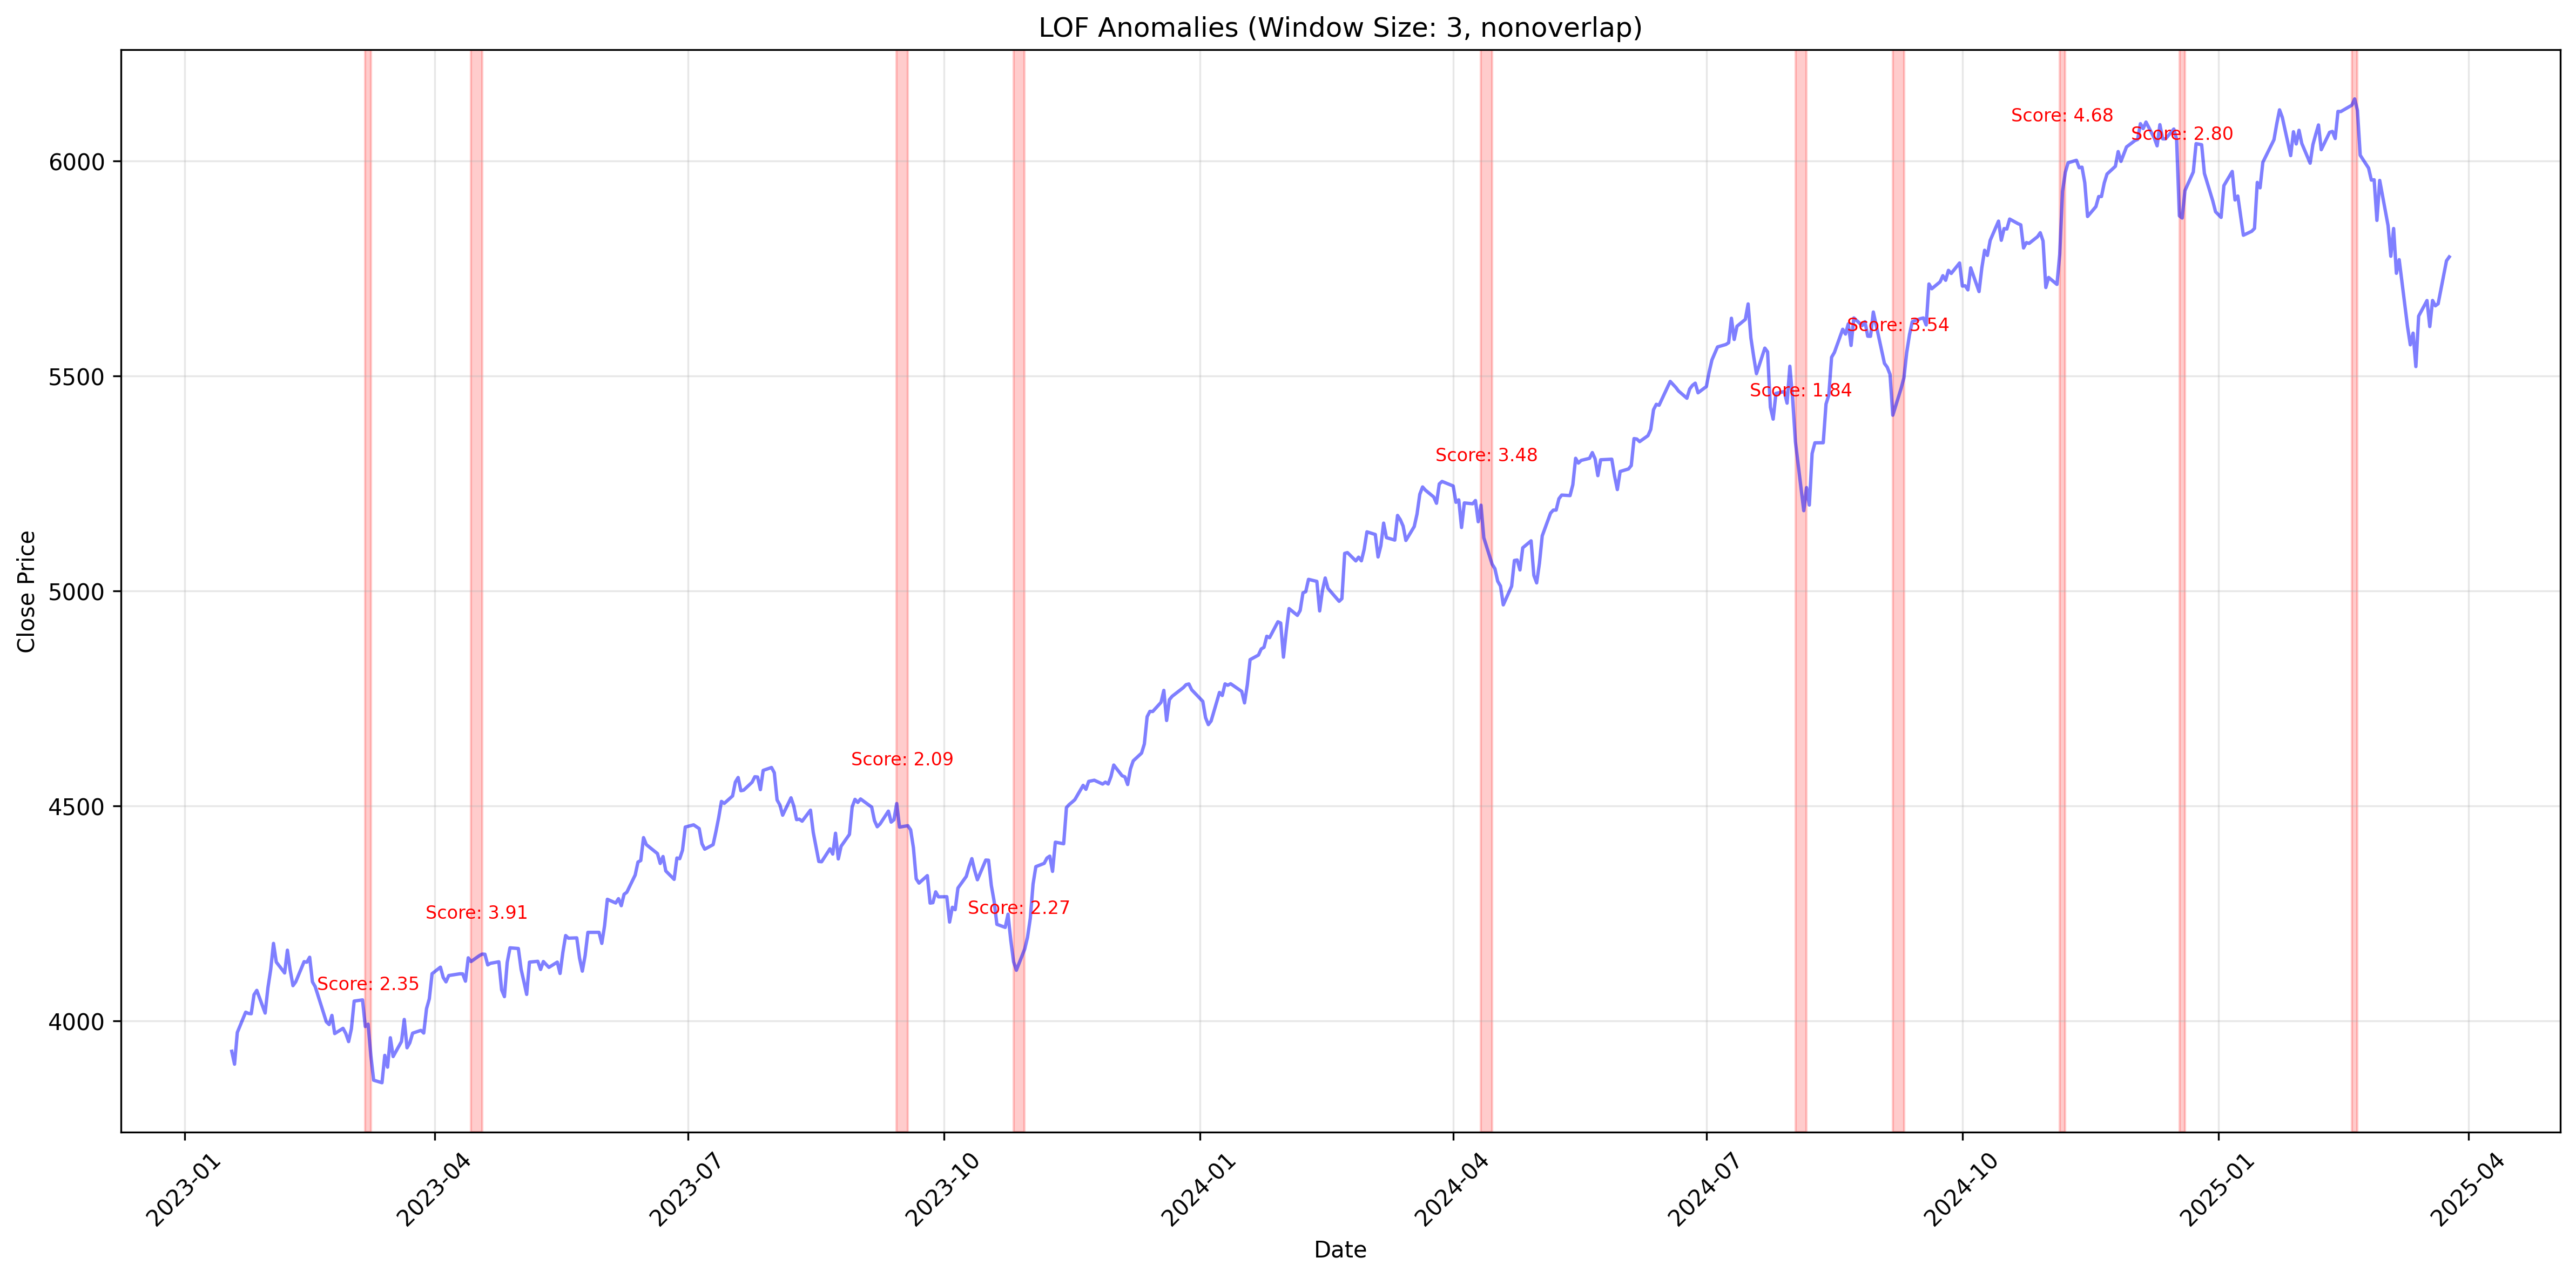 LOF Anomalies (Window Size: 3, nonoverlap)
Close Price
6000
5500
5000
4500
4000
Score: 2.35
Score: 3.91
Score: 2.09
Score: 2.27
Score: 3.48
Score: 1.84
Score: 3.54
Score: 4.68
Score: 2.80
2023-01
2023-04
2023-07
2023-10
2024-01
2024-04
2024-07
2024-10
2025-01
2025-04
Date